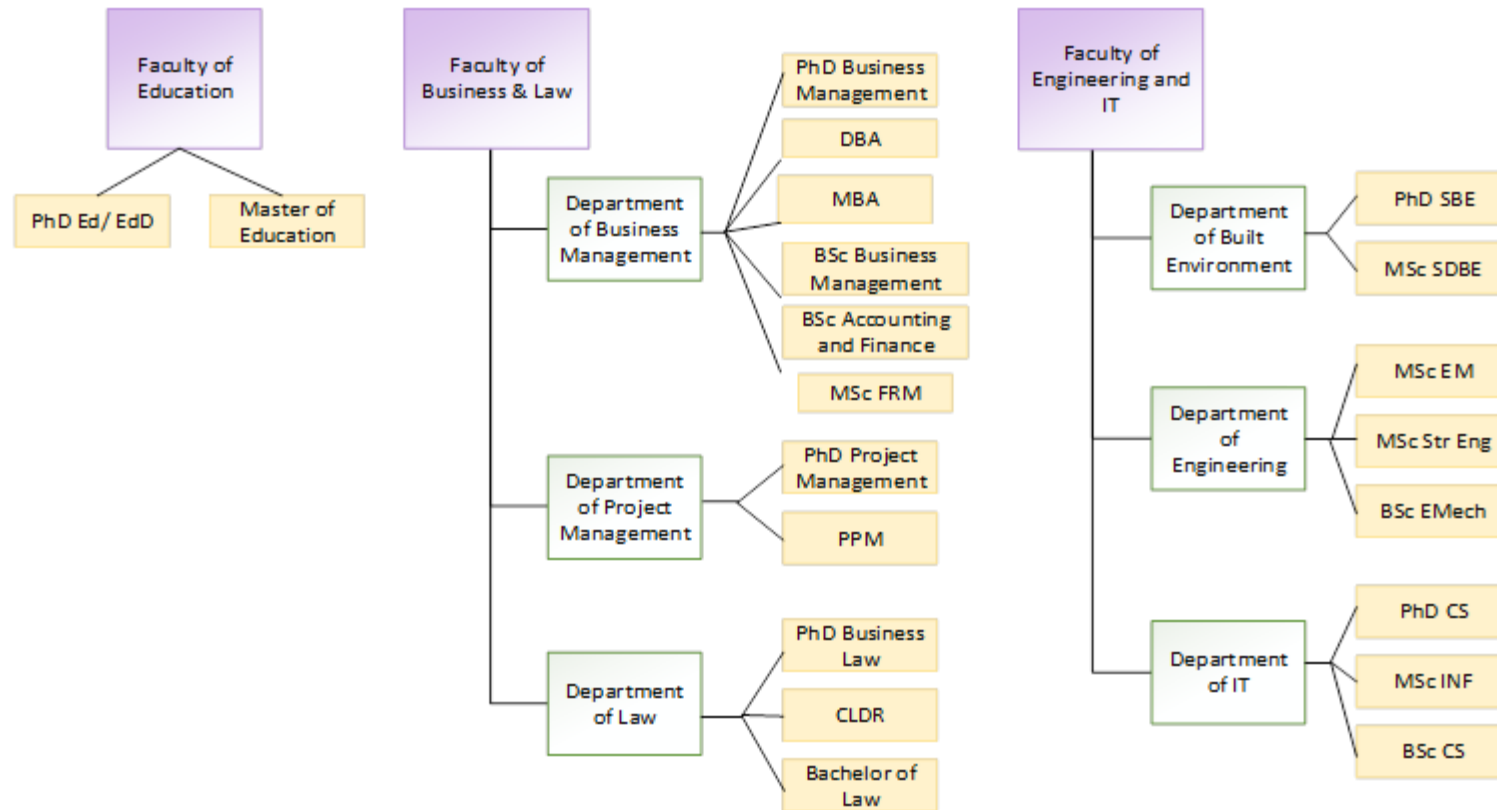 Faculty of
Education
PhD Ed/ EdD
Master of
Education
Faculty of
Business & Law
Department
of Business
Management
PhD Business
Management
DBA
MBA
BSc Business
Management
BSc Accounting
and Finance
MSc FRM
Department
of Project
Management
PhD Project
Management
PPM
Department
of Law
PhD Business
Law
CLDR
Bachelor of
Law
Faculty of
Engineering and
IT
Department
of Built
Environment
PhD SBE
MSc SDBE
Department
of
Engineering
MSc EM
MSc Str Eng
BSc EMech
Department
of IT
PhD CS
MSc INF
BSc CS